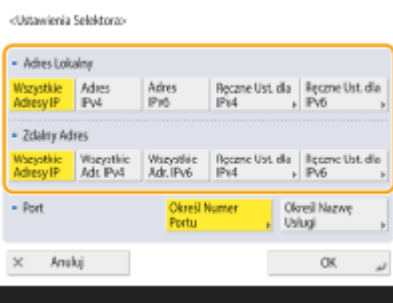 <Ustawienia Selektora>
Adres Lokalny
Wszystkie Adres Adres Ręczne Ust. dla Ręczne Ust. dla
Adresy IP IPv4 IPv6 IPv4 IPv6
Zdalny Adres
Wszystkie Wszystkie Wszystkie Ręczne Ust. dla Ręczne Ust. dla
Adresy IP Adr. IPv4 Adr. IPv6 IPv4 IPv6
Port Określ Numer Określ Nazwę
Portu Usługi
Anuluj OK